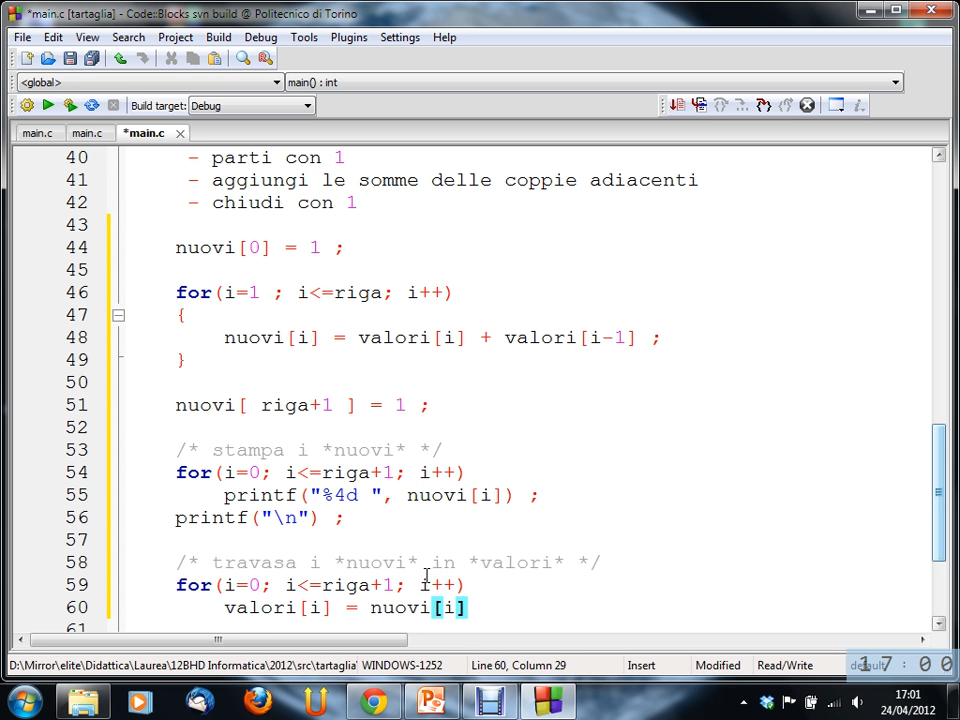 *main.c [tartaglia] - Code::Blocks svn build @ Politecnico di Torino
File Edit View Search Project Build Debug Tools Plugins Settings Help
<global> main() : int
Build target: Debug
main.c main.c *main.c
40 - parti con 1
41 - aggiungi le somme delle coppie adiacenti
42 - chiudi con 1
43
44 nuovi[0] = 1 ;
45
46 for(i=1 ; i<=riga; i++)
47 {
48 nuovi[i] = valori[i] + valori[i-1] ;
49 }
50
51 nuovi[ riga+1 ] = 1 ;
52
53 /* stampa i *nuovi* */
54 for(i=0; i<=riga+1; i++)
55 printf("%4d ", nuovi[i]) ;
56 printf("\n") ;
57
58 /* travasa i *nuovi* in *valori* */
59 for(i=0; i<=riga+1; i++)
60 valori[i] = nuovi[i]
61
D:\Mirror\elite\Didattica\Laurea\12BHD Informatica\2012\src\tartaglia\ WINDOWS-1252 Line 60, Column 29 Insert Modified Read/Write default
17:00
17:01
24/04/2012